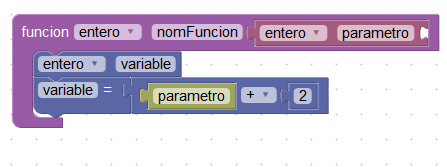 funcion entero nomFuncion entero parametro
entero variable
variable = parametro + 2